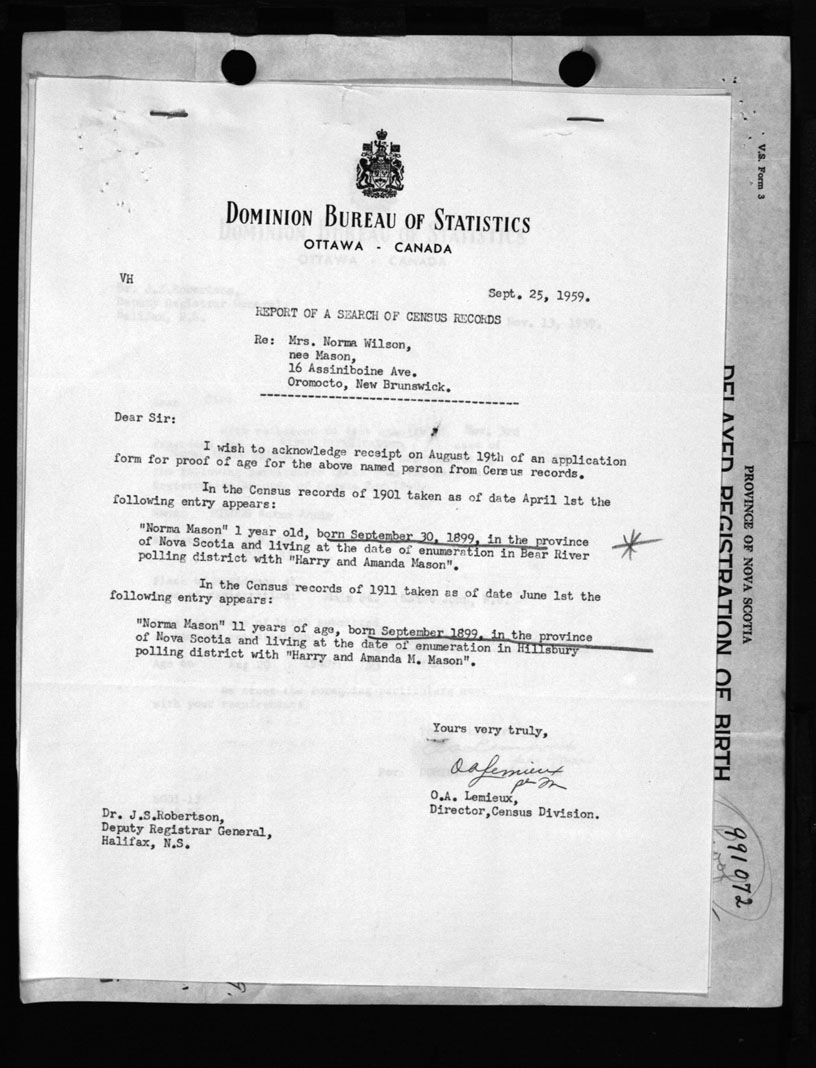 DOMINION BUREAU OF STATISTICS
OTTAWA - CANADA
VH
Sept. 25, 1959.
REPORT OF A SEARCH OF CENSUS RECORDS
Re: Mrs. Norma Wilson,
nee Mason,
16 Assiniboine Ave.
Oromocto, New Brunswick.
Dear Sir:
I wish to acknowledge receipt on August 19th of an application
form for proof of age for the above named person from Census records.
In the Census records of 1901 taken as of date April 1st the
following entry appears:
"Norma Mason" 1 year old, born September 30, 1899, in the province
of Nova Scotia and living at the date of enumeration in Bear River
polling district with "Harry and Amanda Mason".
In the Census records of 1911 taken as of date June 1st the
following entry appears:
"Norma Mason" 11 years of age, born September 1899, in the province
of Nova Scotia and living at the date of enumeration in Hillsbury
polling district with "Harry and Amanda M. Mason".
Yours very truly,
OALemieux
per M
O.A. Lemieux,
Director,Census Division.
Dr. J.S.Robertson,
Deputy Registrar General,
Halifax, N.S.
V.S. Form 3
PROVINCE OF NOVA SCOTIA
DELAYED REGISTRATION OF BIRTH
991072